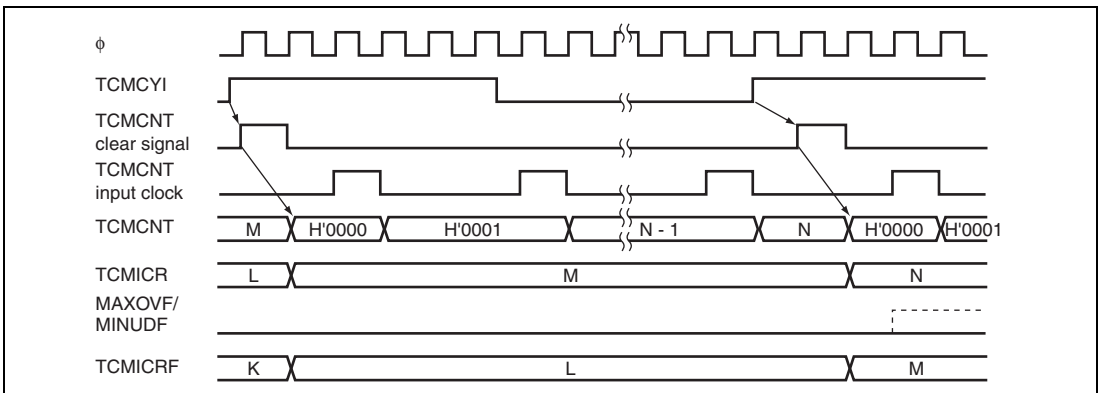 φ
TCMCYI
TCMCNT
clear signal
TCMCNT
input clock
TCMCNT M H'0000 H'0001 N - 1 N H'0000 H'0001
TCMICR L M N
MAXOVF/
MINUDF
TCMICRF K L M